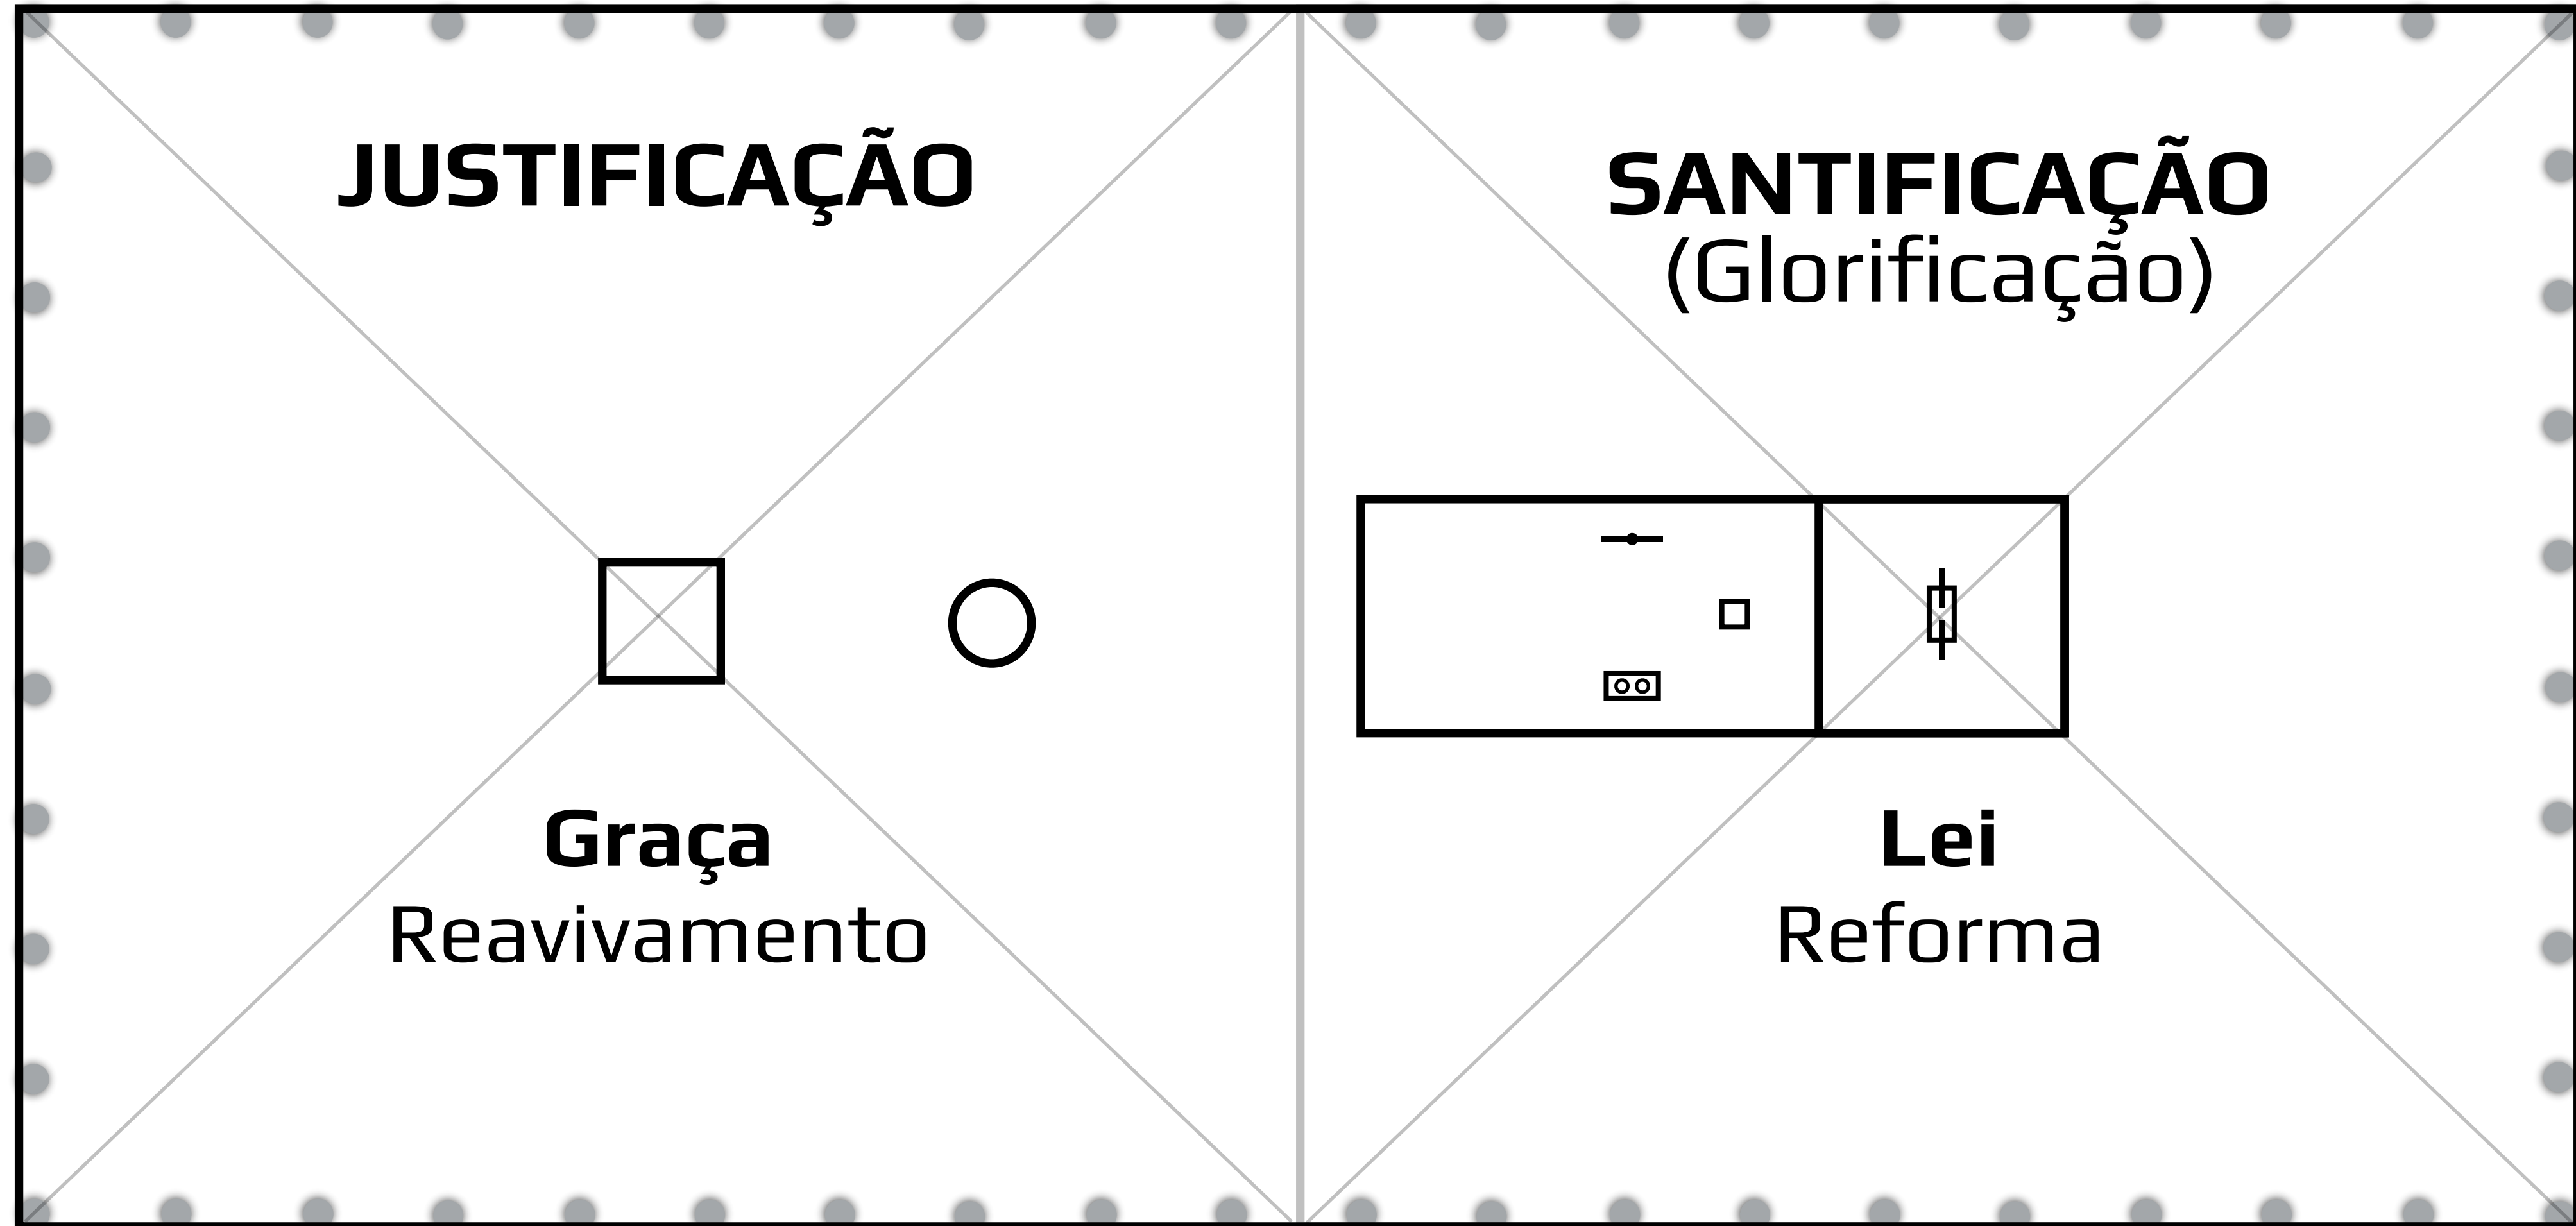 JUSTIFICAÇÃO
Graça
Reavivamento
SANTIFICAÇÃO
(Glorificação)
Lei
Reforma